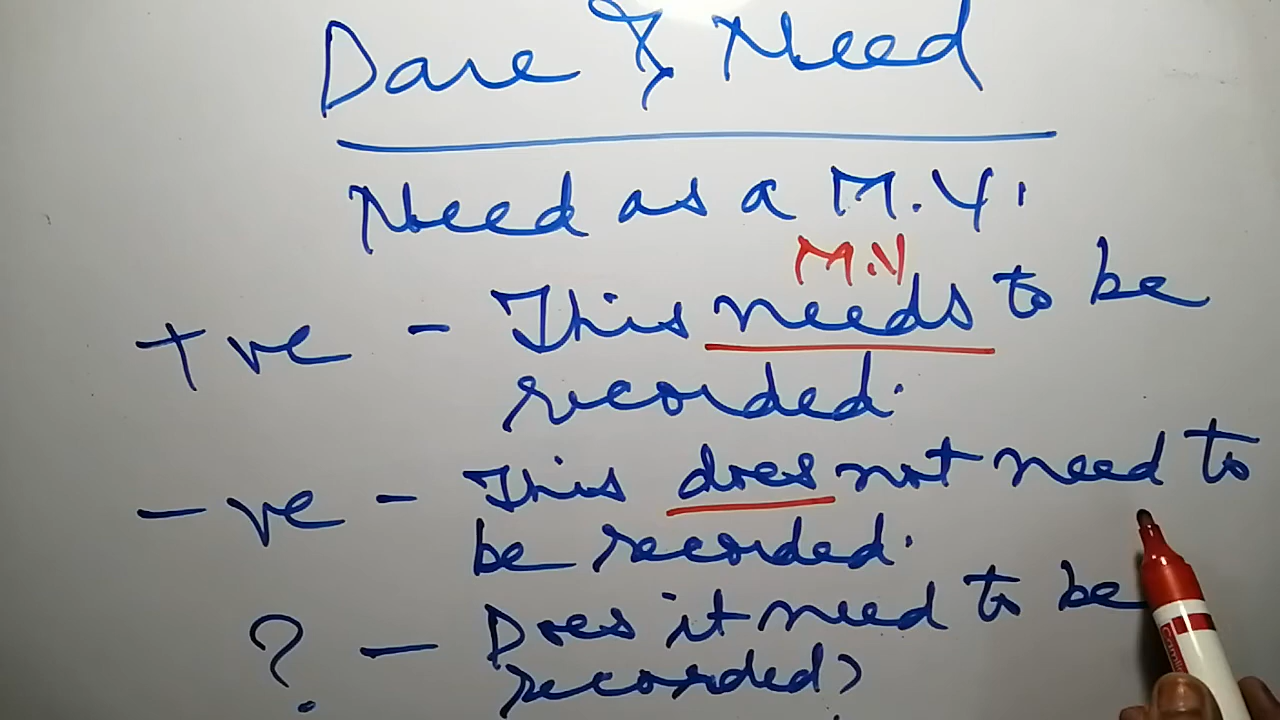 Dare & Need
Need as a M.V.
M.V
+ve - This needs to be
recorded.
-ve - This does not need to
be recorded.
? - Does it need to be
recorded?
Camlin